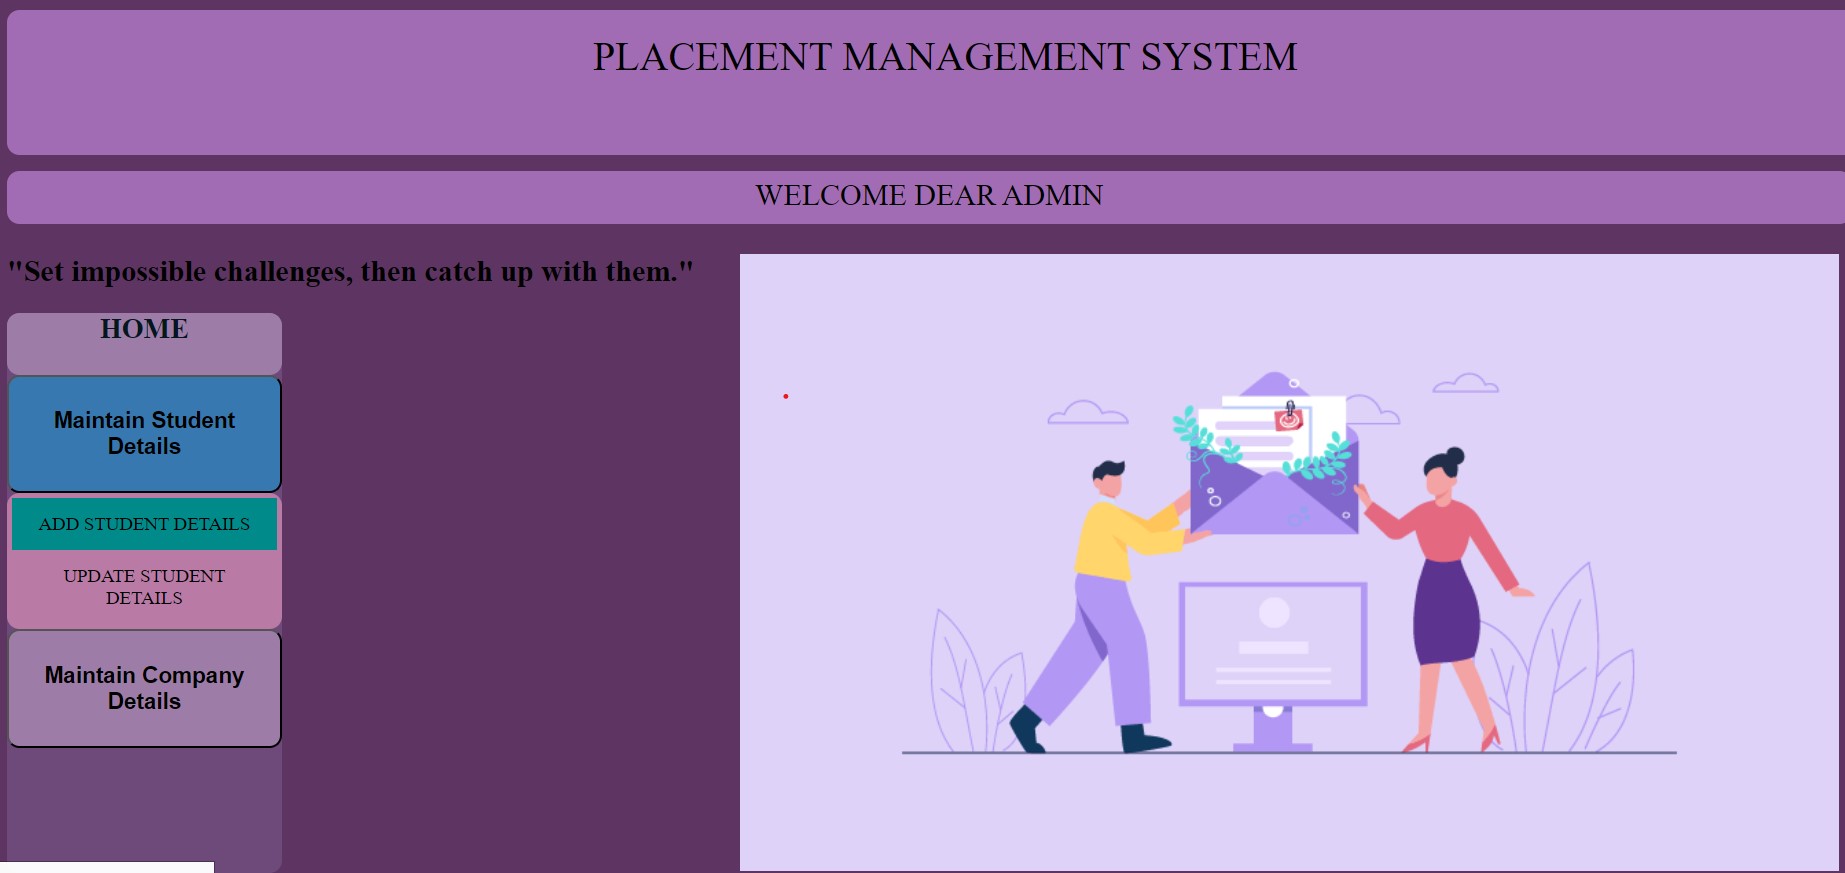 PLACEMENT MANAGEMENT SYSTEM
WELCOME DEAR ADMIN
"Set impossible challenges, then catch up with them."
HOME
Maintain Student
Details
ADD STUDENT DETAILS
UPDATE STUDENT
DETAILS
Maintain Company
Details